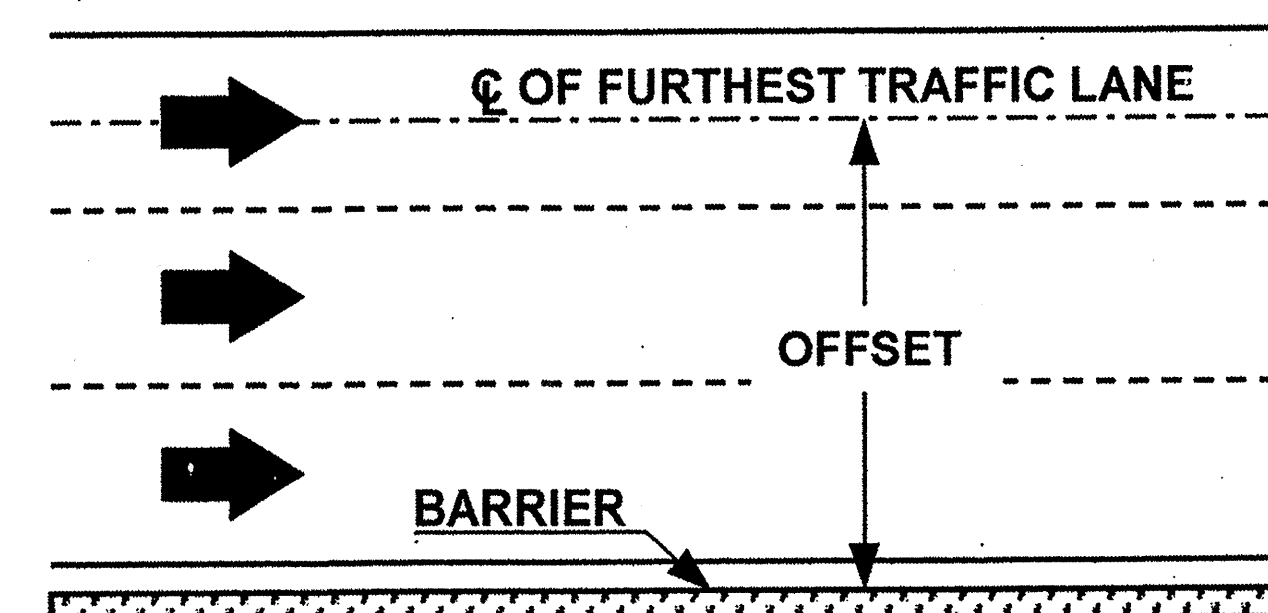 ℄ OF FURTHEST TRAFFIC LANE
OFFSET
BARRIER